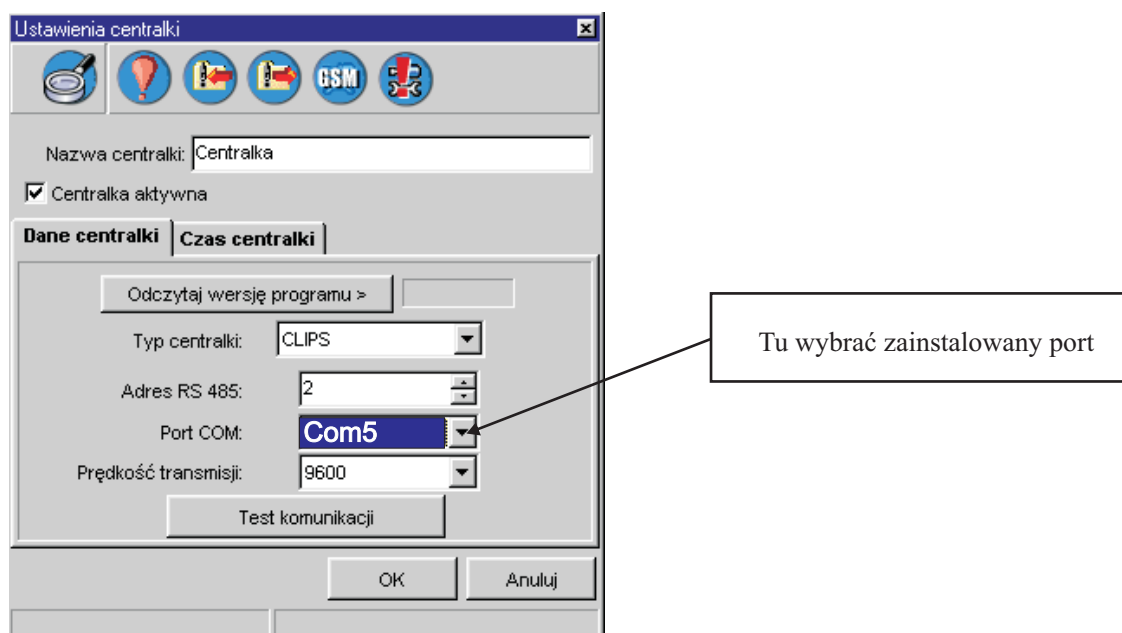 Ustawienia centralki
GSM
Nazwa centralki: Centralka
Centralka aktywna
Dane centralki Czas centralki
Odczytaj wersję programu >
Typ centralki: CLIPS
Tu wybrać zainstalowany port
Adres RS 485: 2
Port COM: Com5
Prędkość transmisji: 9600
Test komunikacji
OK Anuluj